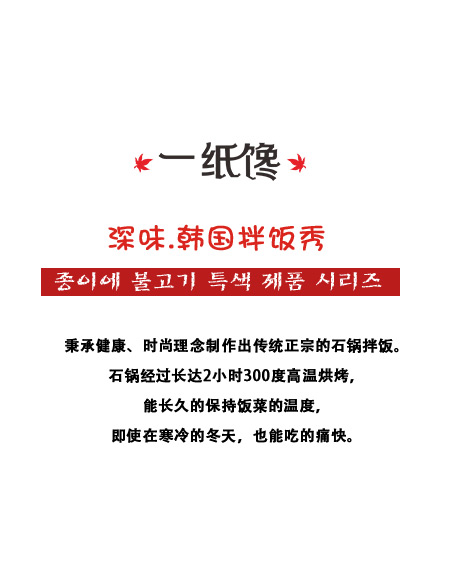 一纸馋
深味.韩国拌饭秀
종이에 불고기 특색 제품 시리즈
秉承健康、时尚理念制作出传统正宗的石锅拌饭。
石锅经过长达2小时300度高温烘烤，
能长久的保持饭菜的温度，
即使在寒冷的冬天，也能吃的痛快。